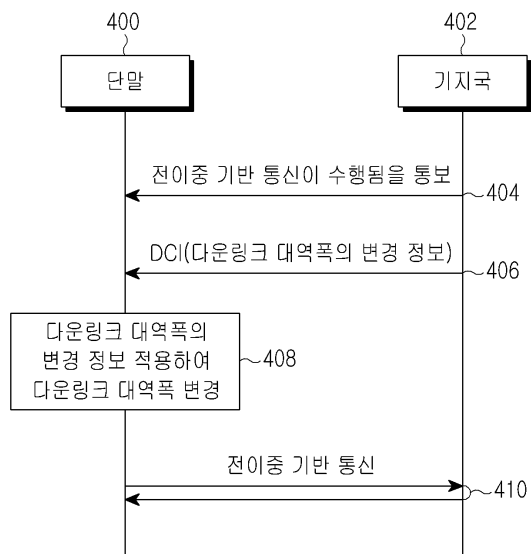 400
402
단말
기지국
전이중 기반 통신이 수행됨을 통보
404
DCI(다운링크 대역폭의 변경 정보)
406
다운링크 대역폭의
변경 정보 적용하여
다운링크 대역폭 변경
408
전이중 기반 통신
410